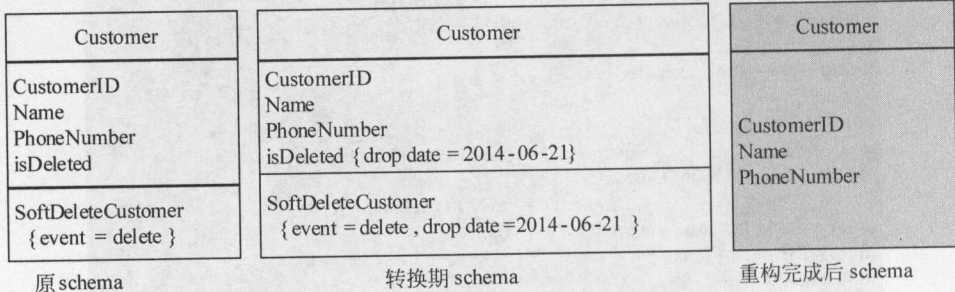 Customer
CustomerID
Name
PhoneNumber
isDeleted
SoftDeleteCustomer
{ event = delete }
原 schema
Customer
CustomerID
Name
PhoneNumber
isDeleted {drop date = 2014-06-21}
SoftDeleteCustomer
{event = delete , drop date=2014-06-21 }
转换期 schema
Customer
CustomerID
Name
PhoneNumber
重构完成后 schema